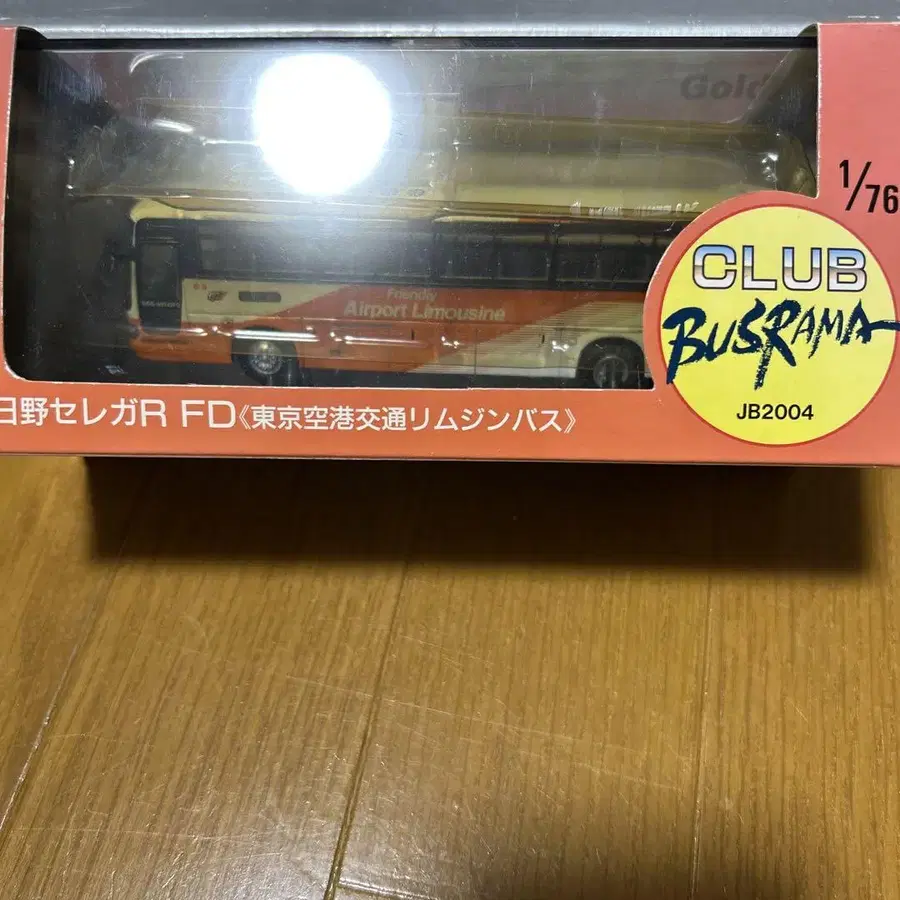 Gold
1/76
CLUB
BUSRAMA
JB2004
Friendly
Airport Limousine
日野セレガR FD《東京空港交通リムジンバス》